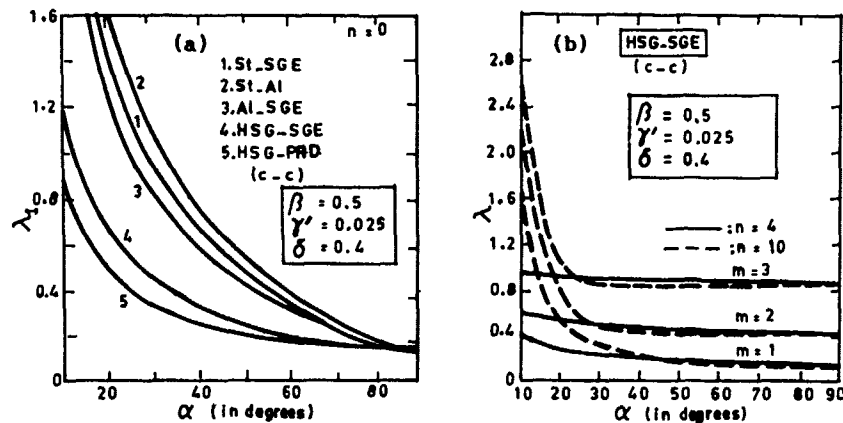 (a)
n = 0
1.St_SGE
2.St_Al
3.Al_SGE
4.HSG_SGE
5.HSG_PRD
(c-c)
β = 0.5
γ' = 0.025
δ = 0.4
1
2
1
3
4
5
1.6
1.2
0.8
0.4
0
λ₁
10 20 40 60 80
α (in degrees)
(b)
HSG_SGE
(c-c)
β = 0.5
γ' = 0.025
δ = 0.4
;n = 4
;n = 10
m = 3
m = 2
m = 1
2.8
2.4
2.0
1.6
1.2
0.8
0.4
0
λ
10 20 30 40 50 60 70 80 90
α (in degrees)